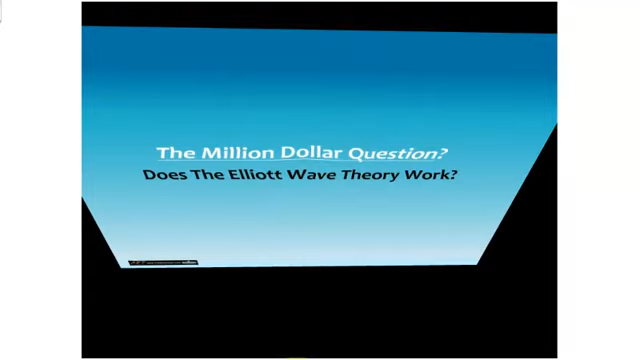 The Million Dollar Question?
Does The Elliott Wave Theory Work?